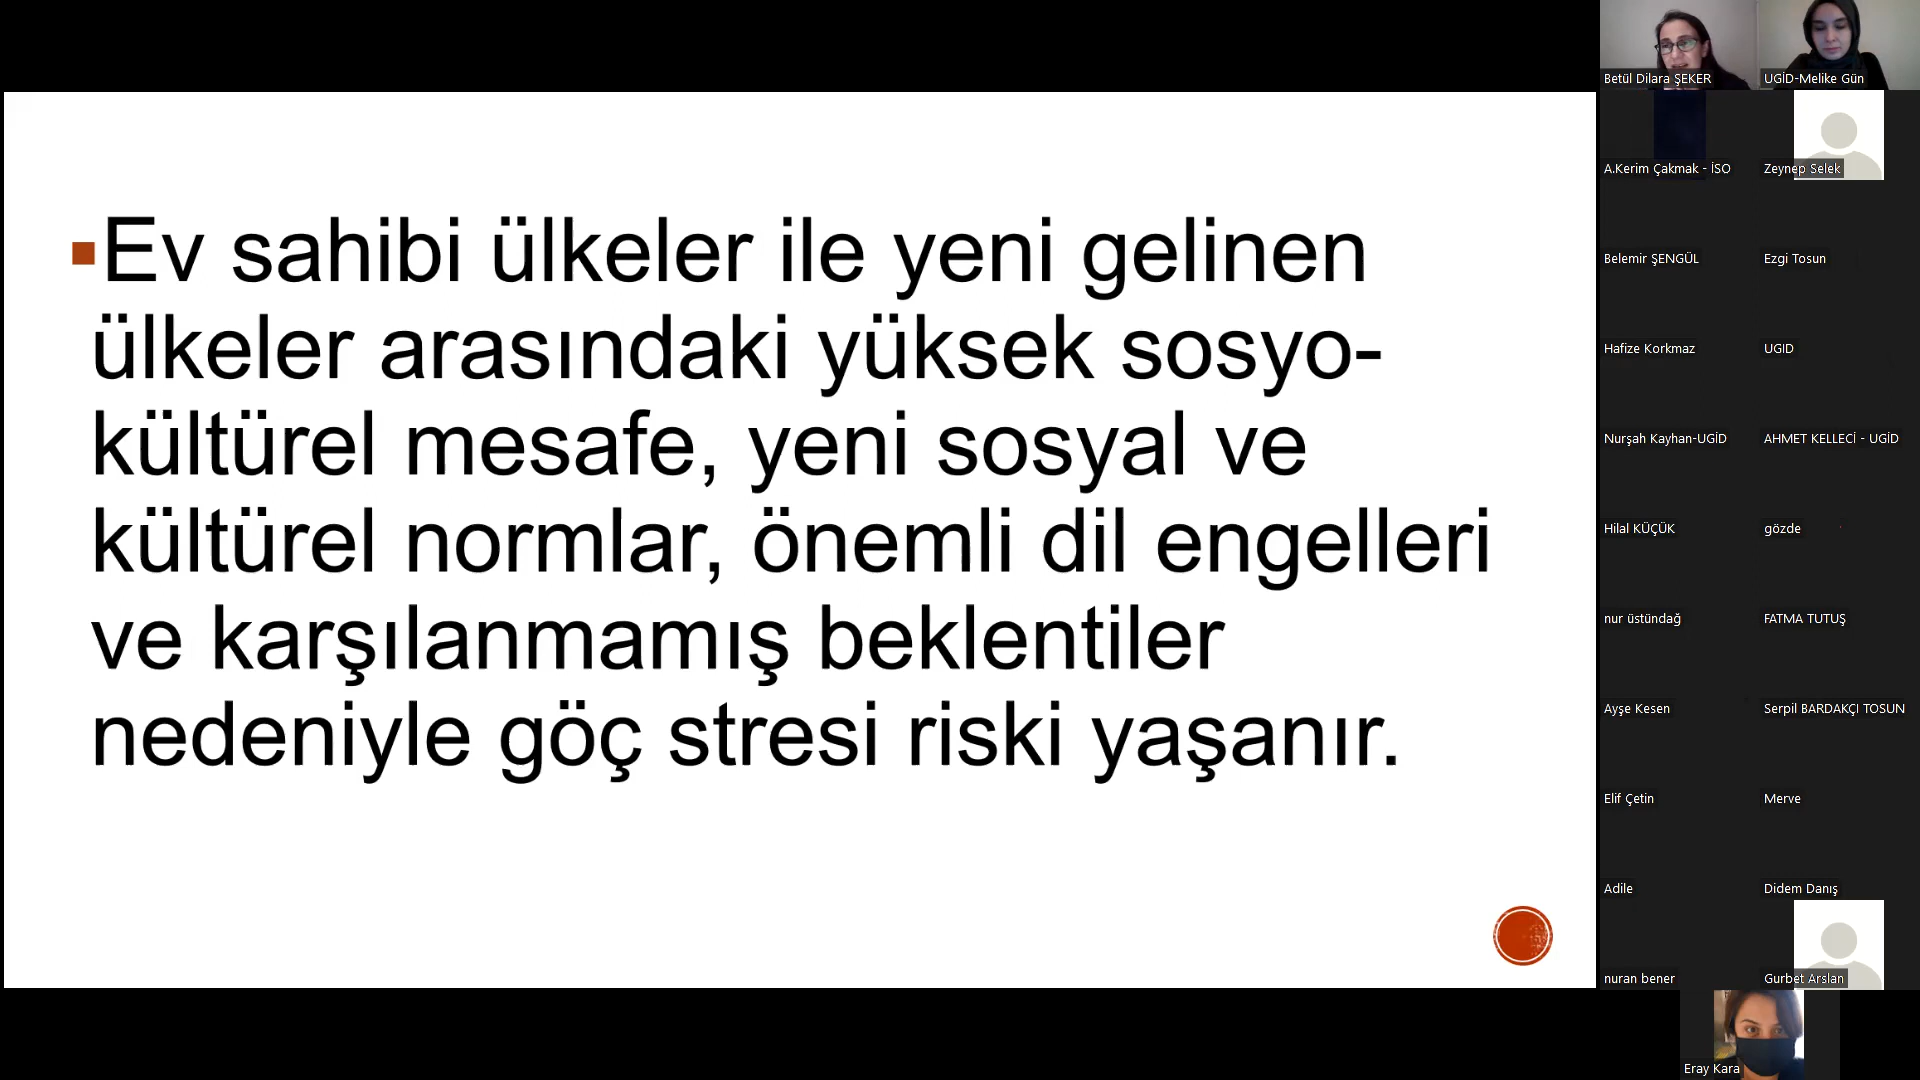 ▪Ev sahibi ülkeler ile yeni gelinen
ülkeler arasındaki yüksek sosyo-
kültürel mesafe, yeni sosyal ve
kültürel normlar, önemli dil engelleri
ve karşılanmamış beklentiler
nedeniyle göç stresi riski yaşanır.
Betül Dilara ŞEKER
UGİD-Melike Gün
A.Kerim Çakmak - İSO
Zeynep Selek
Belemir ŞENGÜL
Ezgi Tosun
Hafize Korkmaz
UGID
Nurşah Kayhan-UGİD
AHMET KELLECİ - UGİD
Hilal KÜÇÜK
gözde
nur üstündağ
FATMA TUTUŞ
Ayşe Kesen
Serpil BARDAKÇI TOSUN
Elif Çetin
Merve
Adile
Didem Danış
nuran bener
Gurbet Arslan
Eray Kara